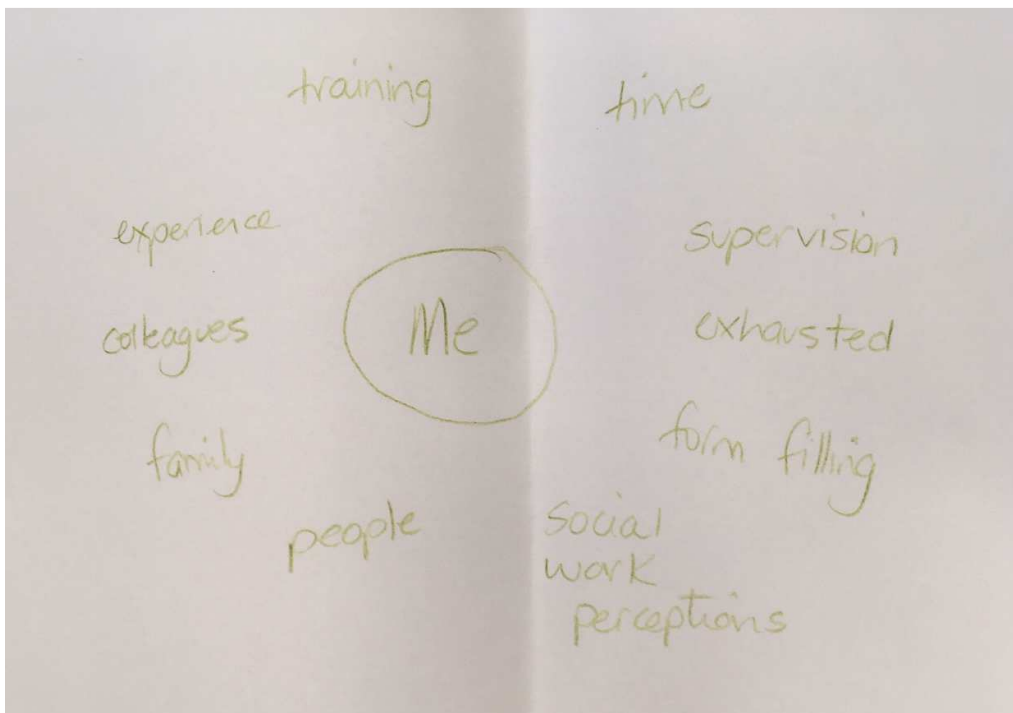 training
time
experience
supervision
Me
colleagues
exhausted
family
form filling
people
social
work
perceptions